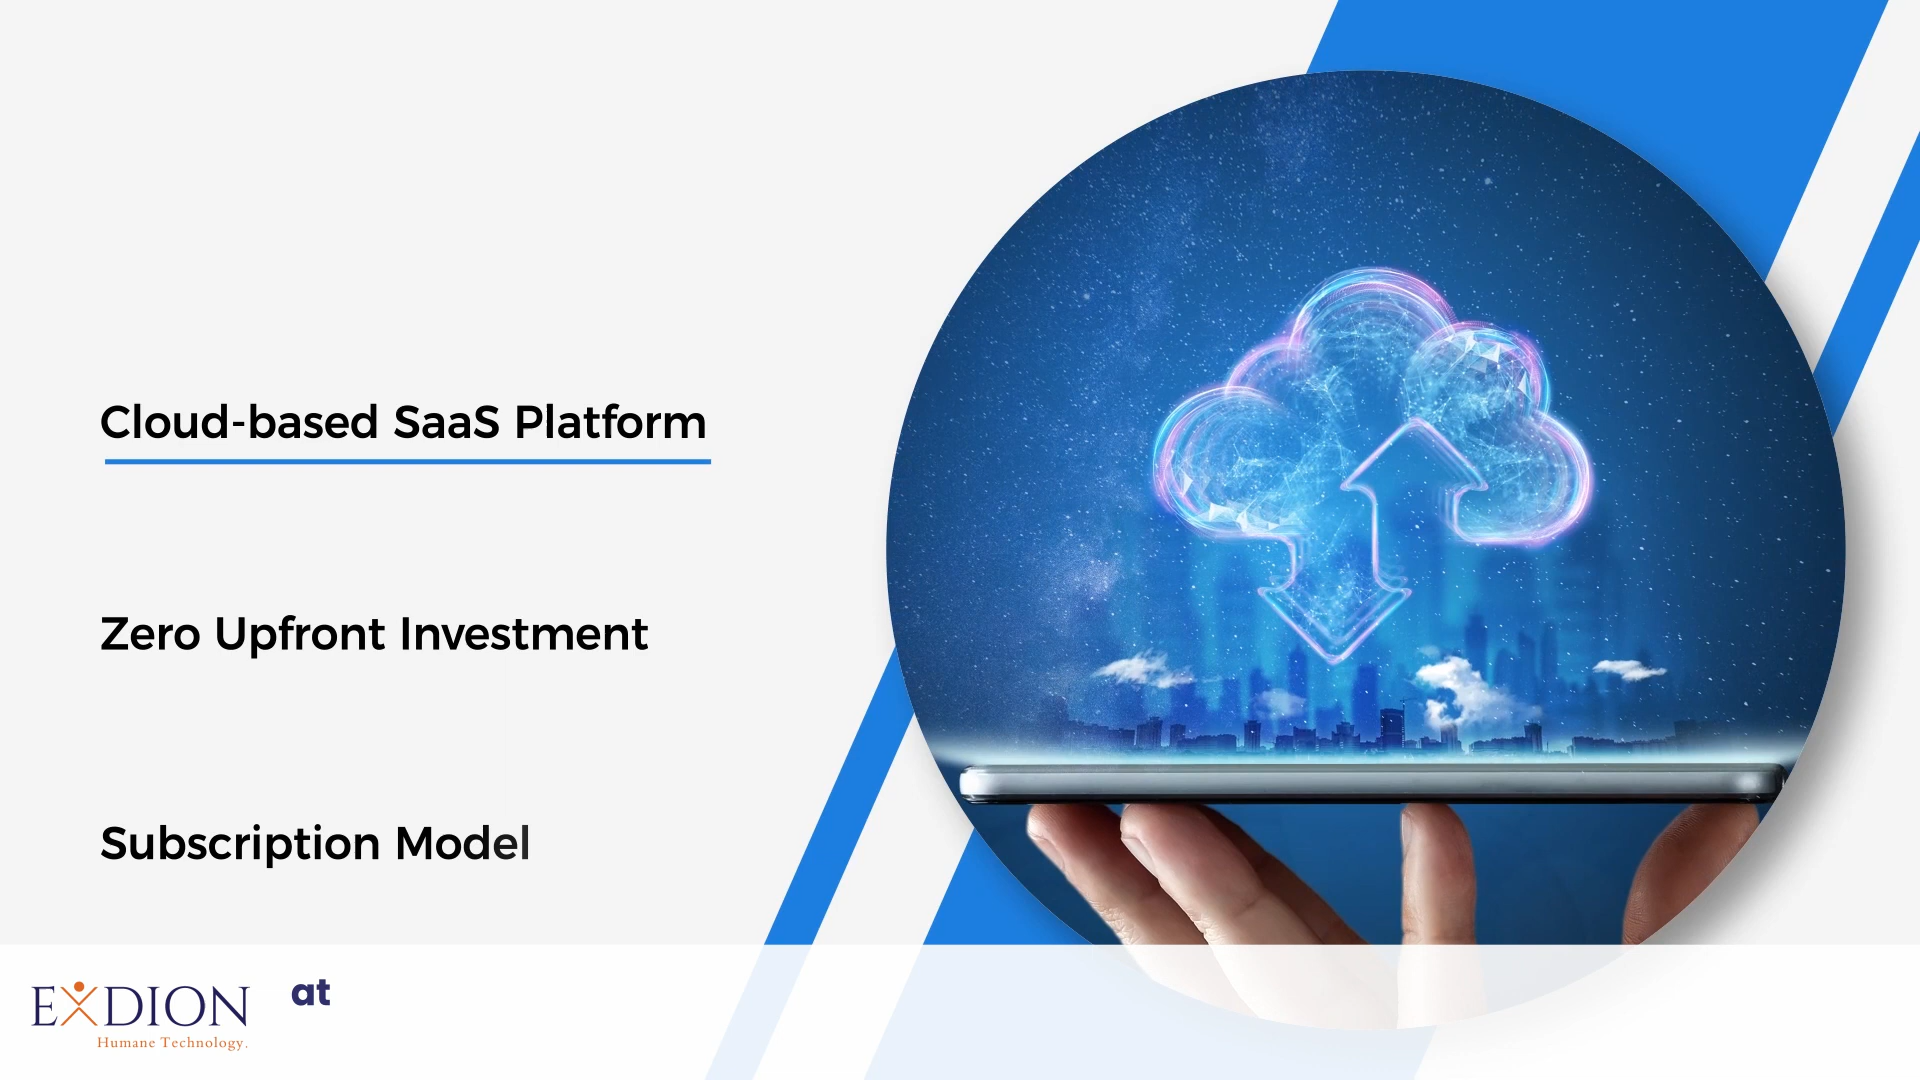 Cloud-based SaaS Platform
Zero Upfront Investment
Subscription Model
EXDION
Humane Technology.
at